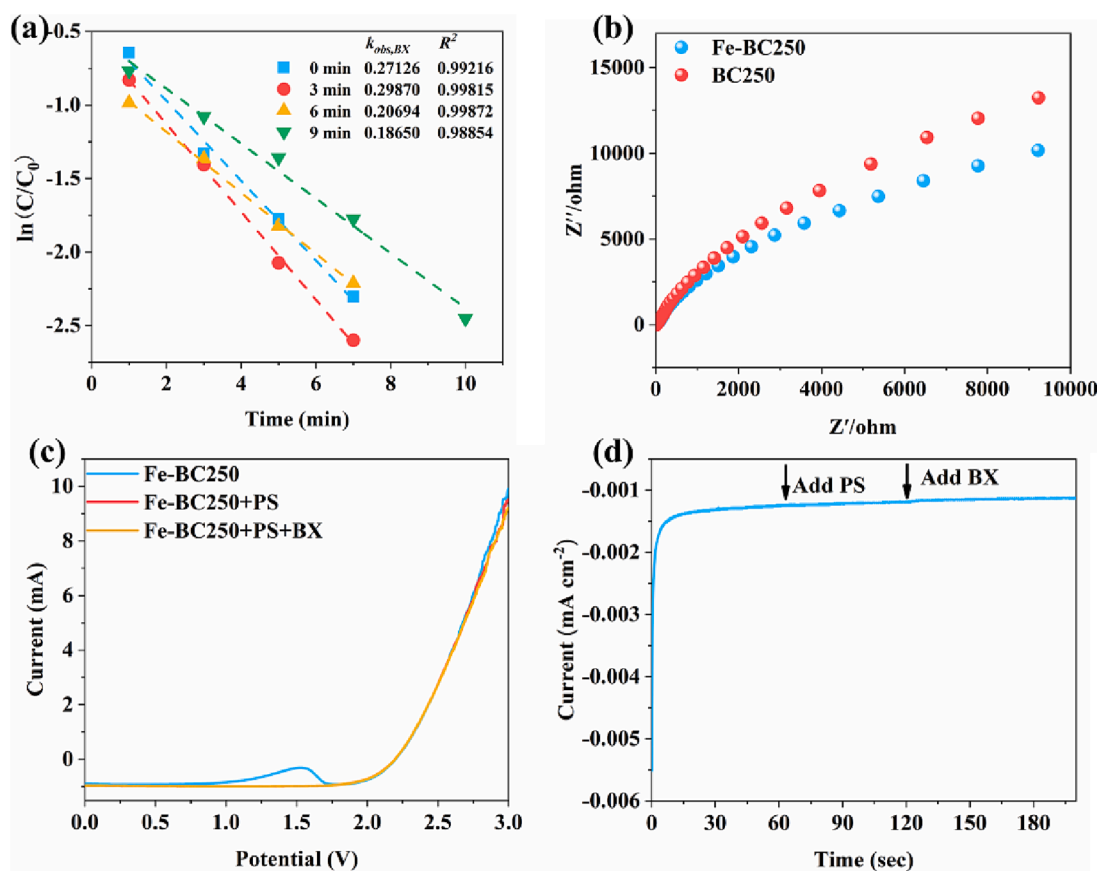 (a)
-0.5
-1.0
-1.5
-2.0
-2.5
ln (C/C0)
kobs,BX R2
0 min 0.27126 0.99216
3 min 0.29870 0.99815
6 min 0.20694 0.99872
9 min 0.18650 0.98854
0 2 4 6 8 10
Time (min)
(b)
15000
10000
5000
0
Z''/ohm
Fe-BC250
BC250
0 2000 4000 6000 8000 10000
Z'/ohm
(c)
10
8
6
4
2
0
Current (mA)
Fe-BC250
Fe-BC250+PS
Fe-BC250+PS+BX
0.0 0.5 1.0 1.5 2.0 2.5 3.0
Potential (V)
(d)
-0.001
-0.002
-0.003
-0.004
-0.005
-0.006
Current (mA cm-2)
Add PS
Add BX
0 30 60 90 120 150 180
Time (sec)